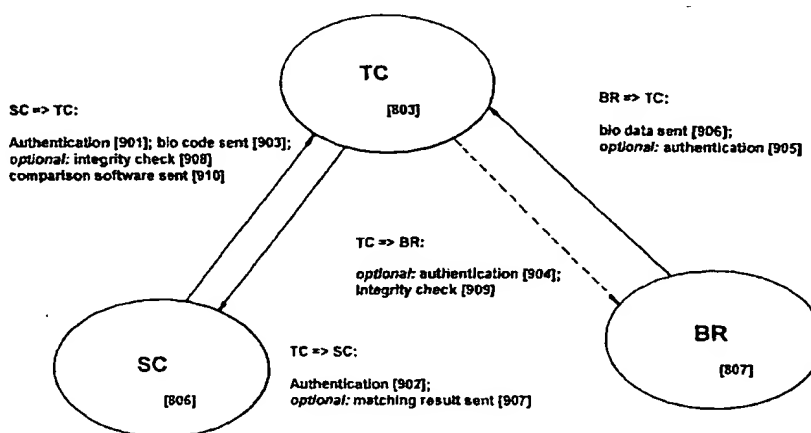 TC
[803]
SC => TC:
Authentication [901]; bio code sent [903];
optional: integrity check [908]
comparison software sent [910]
BR => TC:
bio data sent [906];
optional: authentication [905]
TC => BR:
optional: authentication [904];
integrity check [909]
SC
[806]
TC => SC:
Authentication [902];
optional: matching result sent [907]
BR
[807]